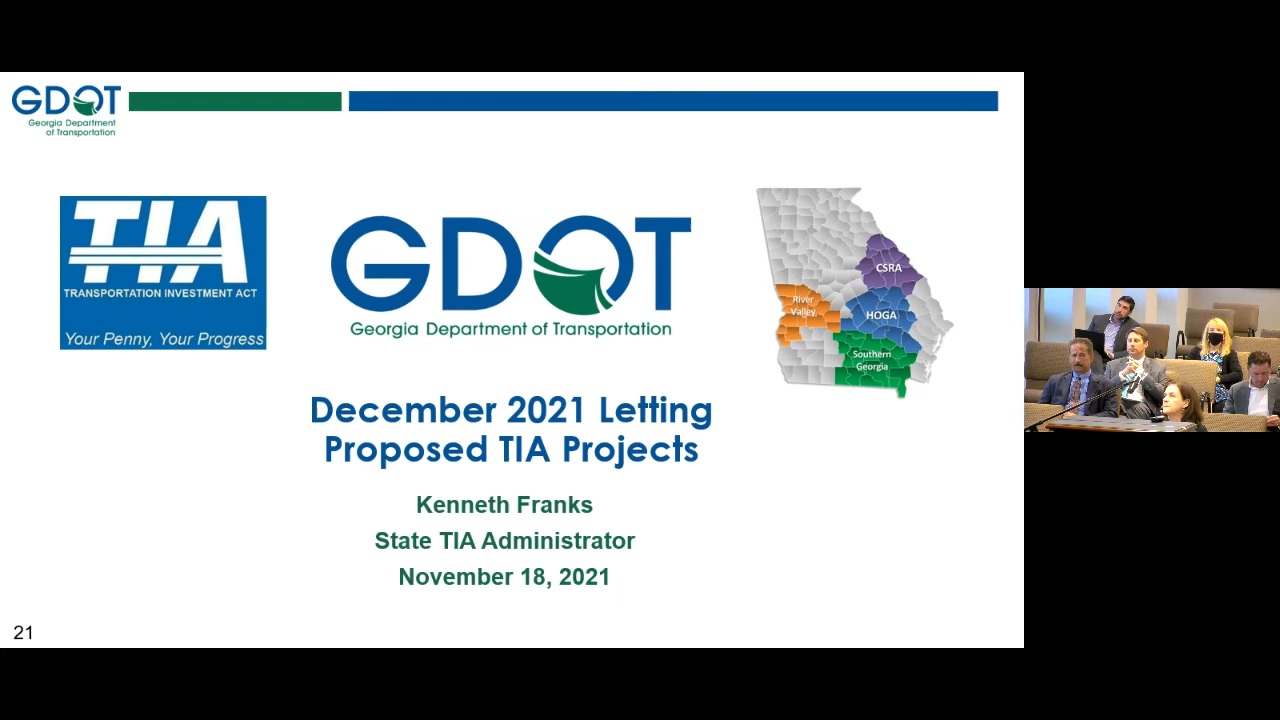 GDOT
Georgia Department
of Transportation
TIA
TRANSPORTATION INVESTMENT ACT
Your Penny, Your Progress
GDOT
Georgia Department of Transportation
CSRA
River
Valley
HOGA
Southern
Georgia
December 2021 Letting
Proposed TIA Projects
Kenneth Franks
State TIA Administrator
November 18, 2021
21